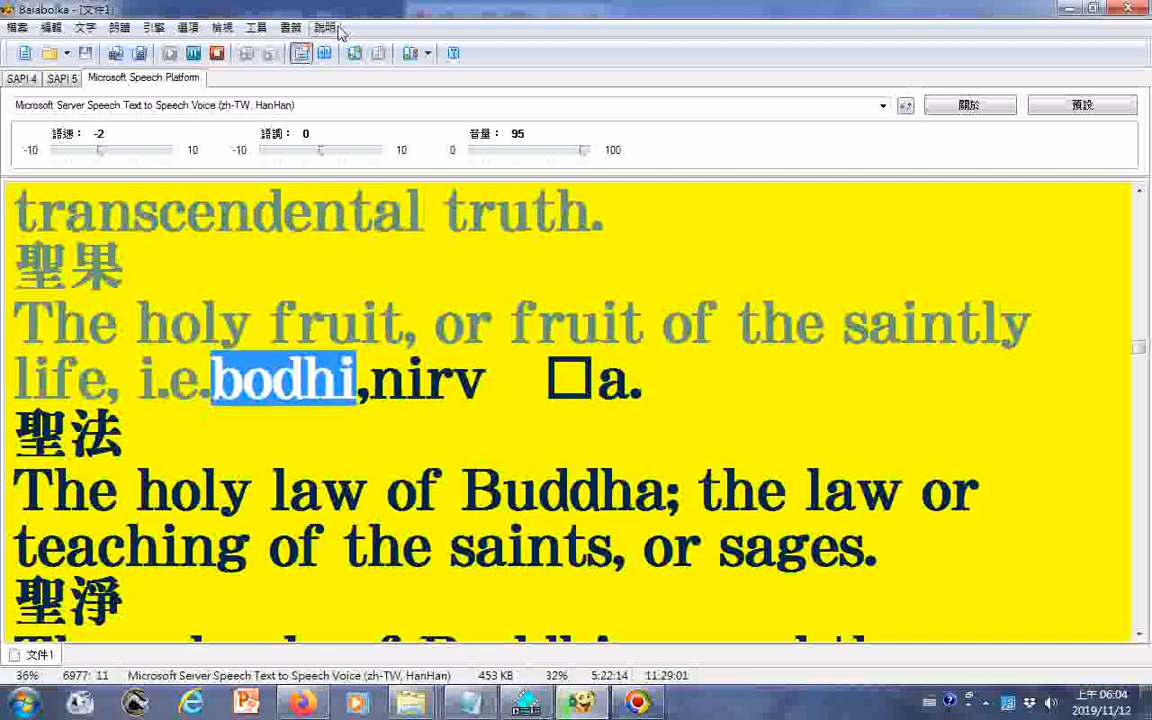 Balabolka - [文件1]
檔案 編輯 文字 朗讀 引擎 選項 檢視 工具 書籤 說明
SAPI 4 SAPI 5 Microsoft Speech Platform
Microsoft Server Speech Text to Speech Voice (zh-TW, HanHan) 關於 預設
語速： -2 語調： 0 音量： 95
-10 10 -10 10 0 100
transcendental truth.
聖果
The holy fruit, or fruit of the saintly
life, i.e.bodhi,nirv □a.
聖法
The holy law of Buddha; the law or
teaching of the saints, or sages.
聖淨
文件1
36% 6977: 11 Microsoft Server Speech Text to Speech Voice (zh-TW, HanHan) 453 KB 32% 5:22:14 11:29:01
上午 06:04
2019/11/12